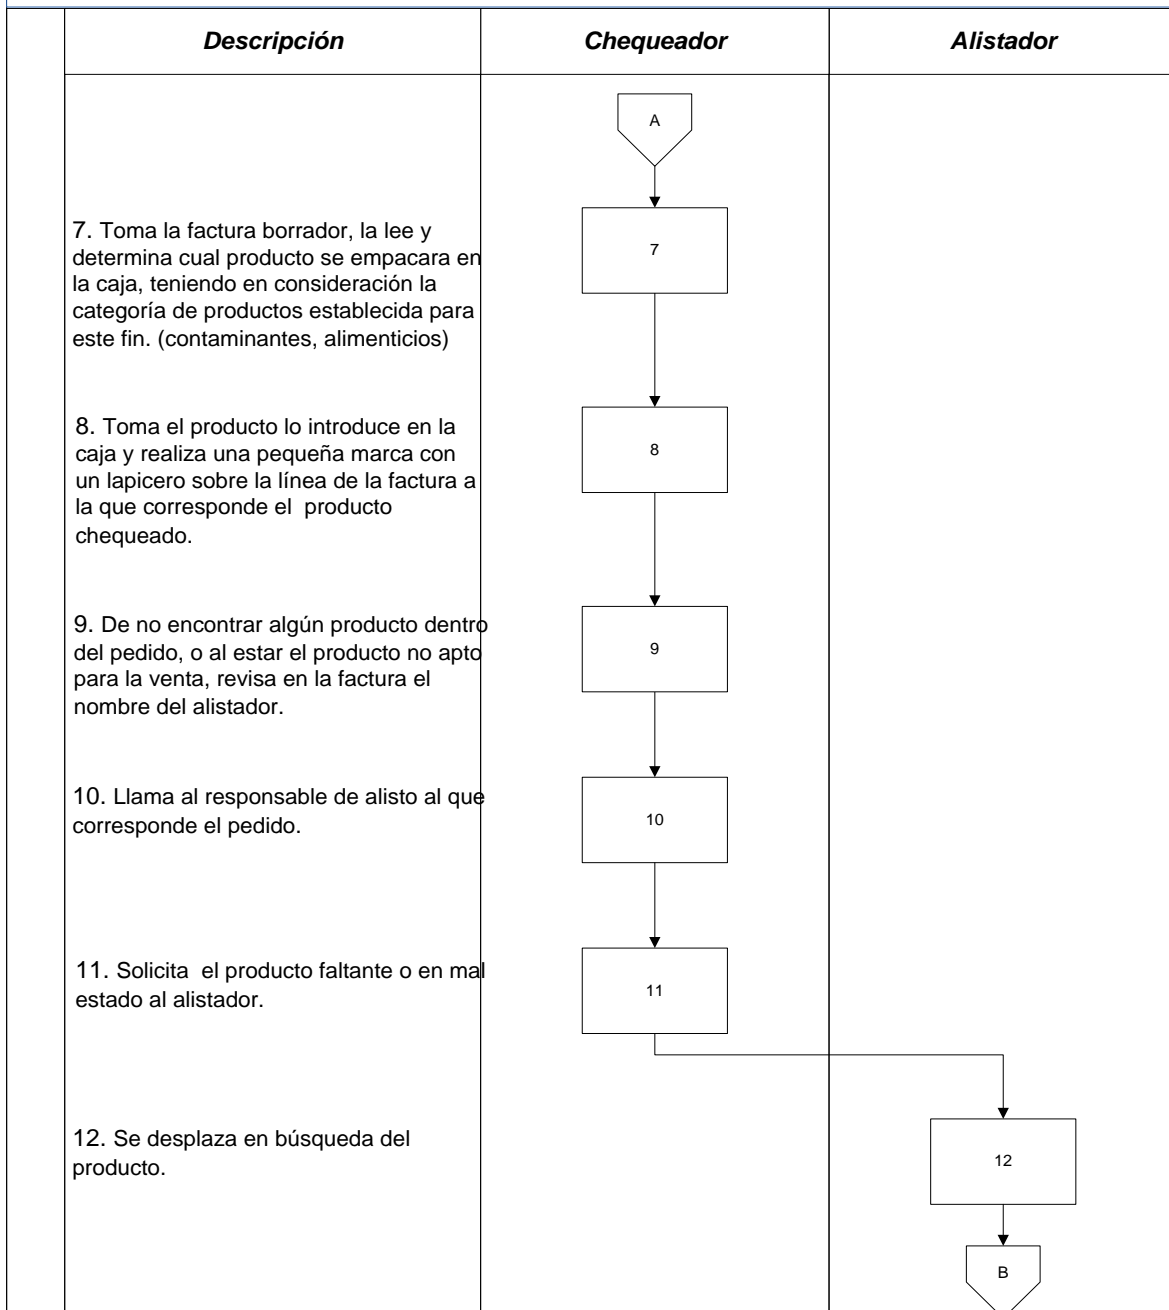 Descripción
Chequeador
Alistador
A
7. Toma la factura borrador, la lee y
determina cual producto se empacara en
la caja, teniendo en consideración la
categoría de productos establecida para
este fin. (contaminantes, alimenticios)
7
8. Toma el producto lo introduce en la
caja y realiza una pequeña marca con
un lapicero sobre la línea de la factura a
la que corresponde el  producto
chequeado.
8
9. De no encontrar algún producto dentro
del pedido, o al estar el producto no apto
para la venta, revisa en la factura el
nombre del alistador.
9
10. Llama al responsable de alisto al que
corresponde el pedido.
10
11. Solicita  el producto faltante o en mal
estado al alistador.
11
12. Se desplaza en búsqueda del
producto.
12
B